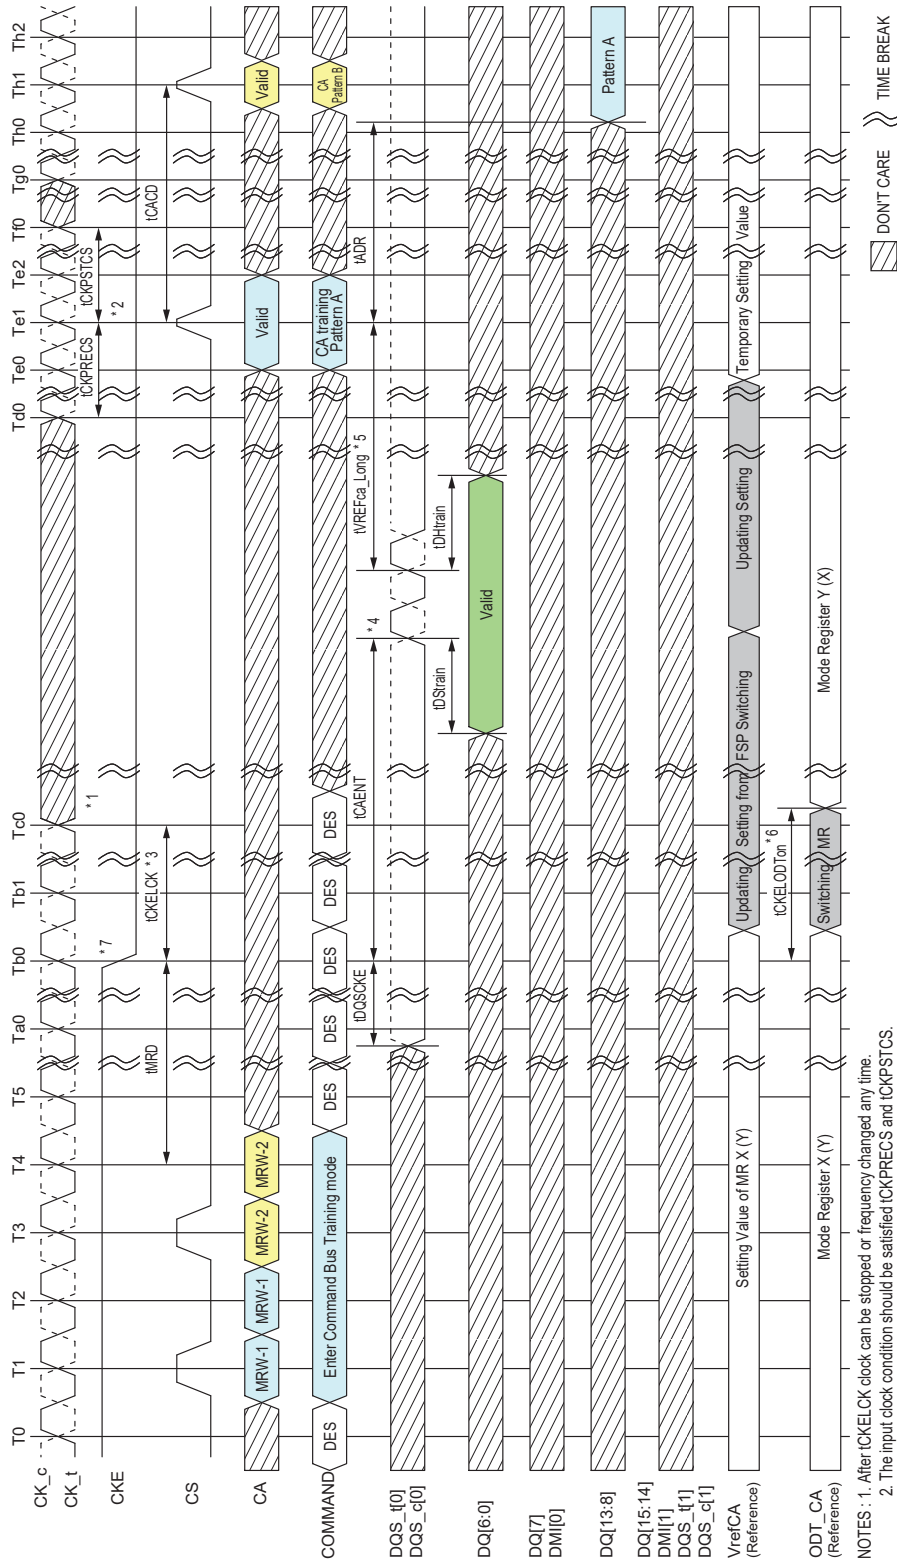 T0 T1 T2 T3 T4 T5 Ta0 Tb0 Tb1 Tc0 Td0 Te0 Te1 Te2 Tf0 Tg0 Th0 Th1 Th2
CK_c
CK_t
*1
tCKPRECS
tCKPSTCS
*2
CKE
*7
tMRD
tCKELCK *3
tCACD
CS
CA
MRW-1 MRW-1 MRW-2 MRW-2 Valid Valid
COMMAND
DES Enter Command Bus Training mode DES DES DES DES DES
CA training
Pattern A
CA
Pattern B
tDQSCKE
tCAENT
tVREFca_Long *5
tADR
DQS_t[0]
DQS_c[0]
*4
tDStrain
tDHtrain
DQ[6:0]
Valid
DQ[7]
DMI[0]
DQ[13:8]
Pattern A
DQ[15:14]
DMI[1]
DQS_t[1]
DQS_c[1]
VrefCA
(Reference)
Setting Value of MR X (Y) Updating Setting from FSP Switching Updating Setting Temporary Setting Value
tCKELODTon *6
ODT_CA
(Reference)
Mode Register X (Y) Switching MR Mode Register Y (X)
DON'T CARE TIME BREAK
NOTES : 1. After tCKELCK clock can be stopped or frequency changed any time.
2. The input clock condition should be satisfied tCKPRECS and tCKPSTCS.